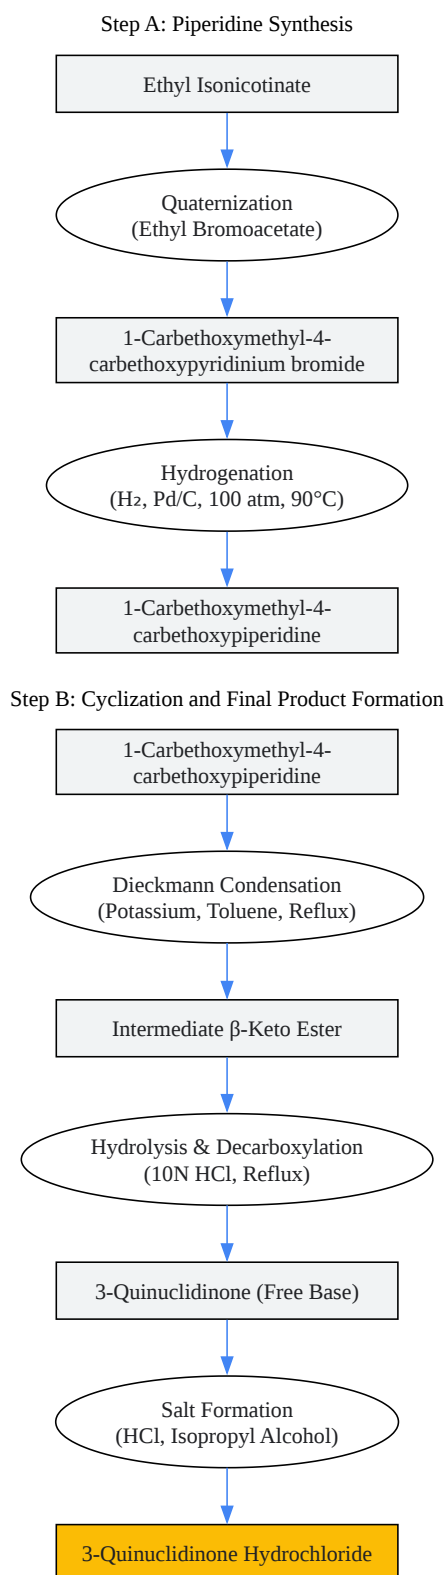 Step A: Piperidine Synthesis
Ethyl Isonicotinate
Quaternization
(Ethyl Bromoacetate)
1-Carbethoxymethyl-4-
carbethoxypyridinium bromide
Hydrogenation
(H₂, Pd/C, 100 atm, 90°C)
1-Carbethoxymethyl-4-
carbethoxypiperidine
Step B: Cyclization and Final Product Formation
1-Carbethoxymethyl-4-
carbethoxypiperidine
Dieckmann Condensation
(Potassium, Toluene, Reflux)
Intermediate β-Keto Ester
Hydrolysis & Decarboxylation
(10N HCl, Reflux)
3-Quinuclidinone (Free Base)
Salt Formation
(HCl, Isopropyl Alcohol)
3-Quinuclidinone Hydrochloride